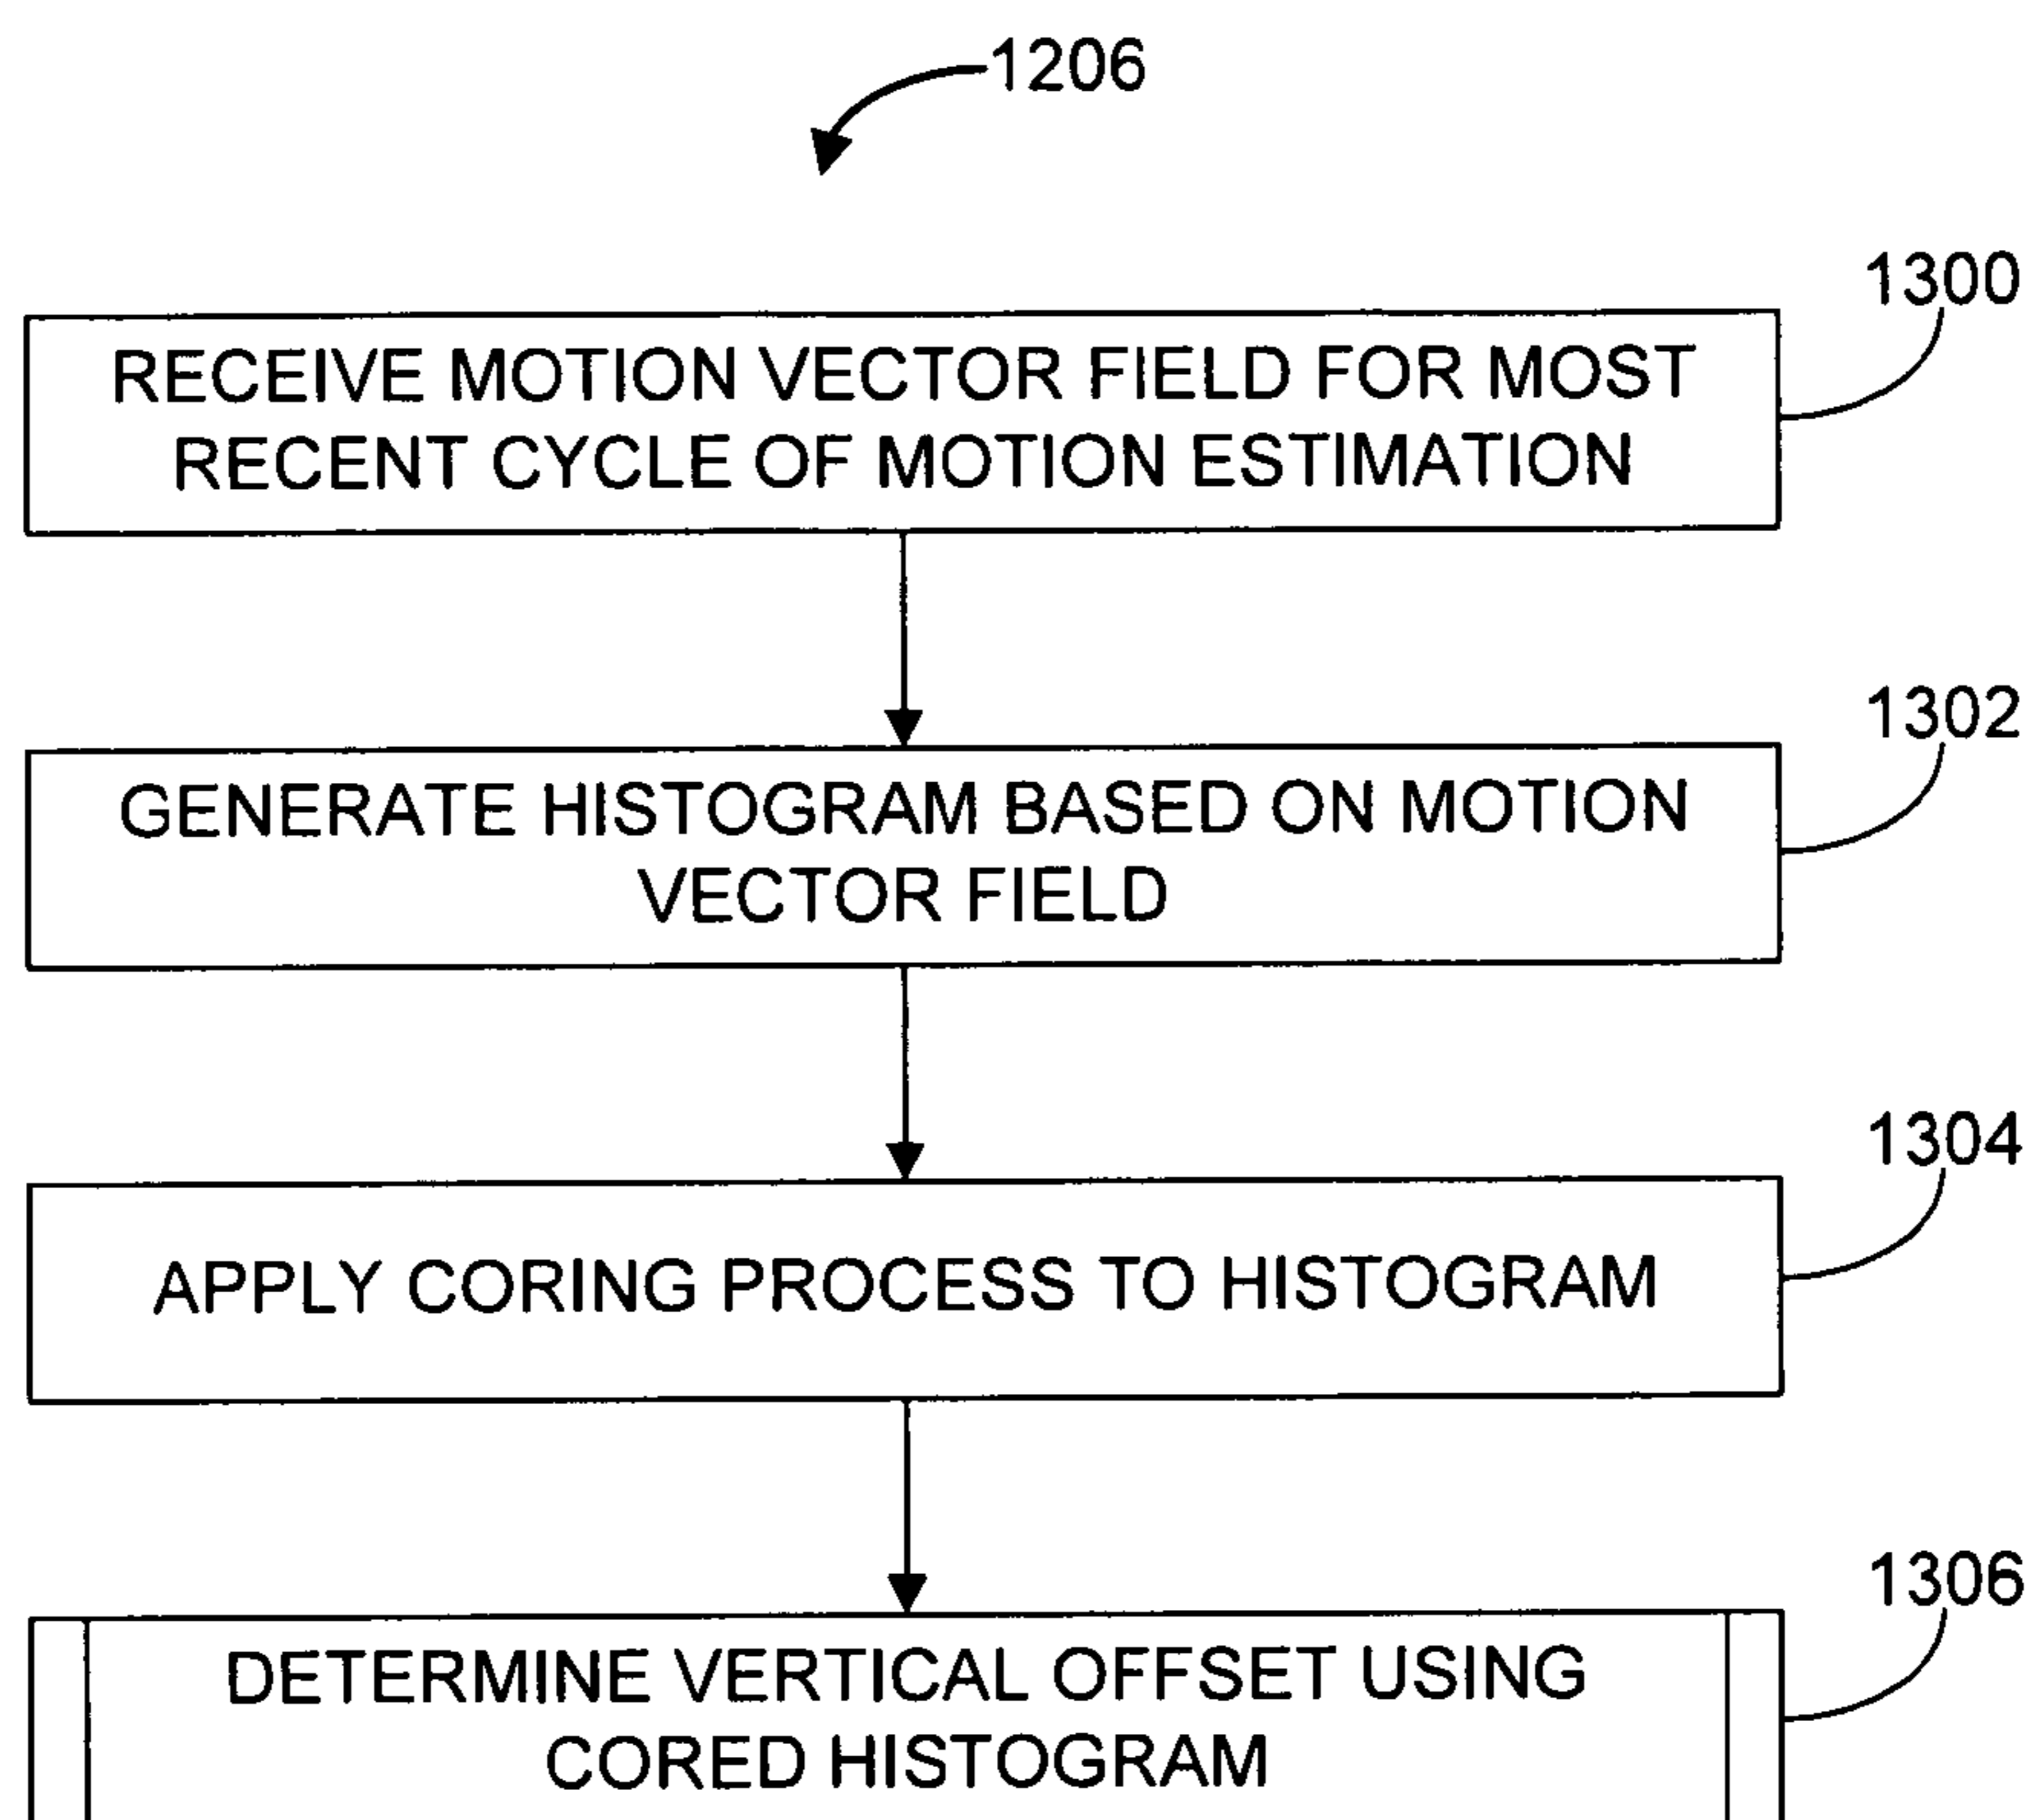 1206
1300
RECEIVE MOTION VECTOR FIELD FOR MOST
RECENT CYCLE OF MOTION ESTIMATION
1302
GENERATE HISTOGRAM BASED ON MOTION
VECTOR FIELD
1304
APPLY CORING PROCESS TO HISTOGRAM
1306
DETERMINE VERTICAL OFFSET USING
CORED HISTOGRAM